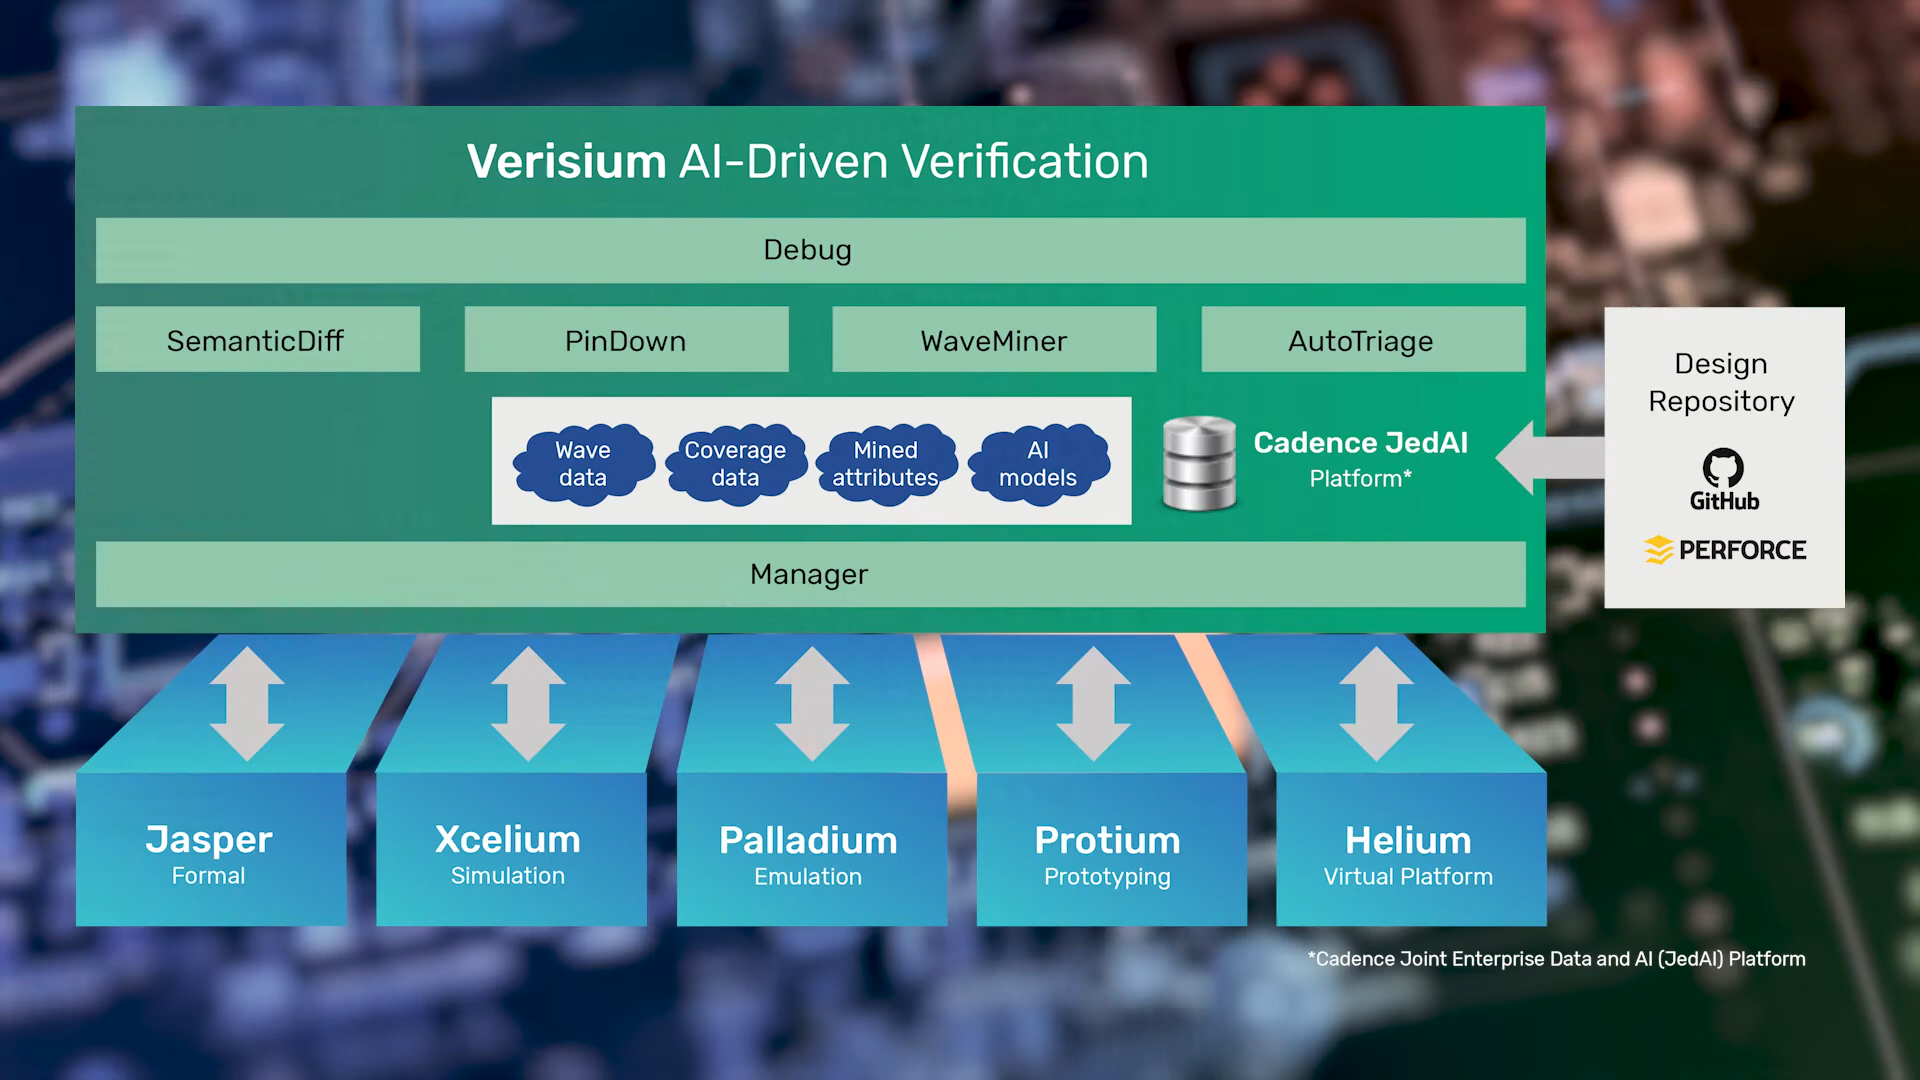 Verisium AI-Driven Verification
Debug
SemanticDiff
PinDown
WaveMiner
AutoTriage
Wave
data
Coverage
data
Mined
attributes
AI
models
Cadence JedAI
Platform*
Manager
Design
Repository
GitHub
PERFORCE
Jasper
Formal
Xcelium
Simulation
Palladium
Emulation
Protium
Prototyping
Helium
Virtual Platform
*Cadence Joint Enterprise Data and AI (JedAI) Platform